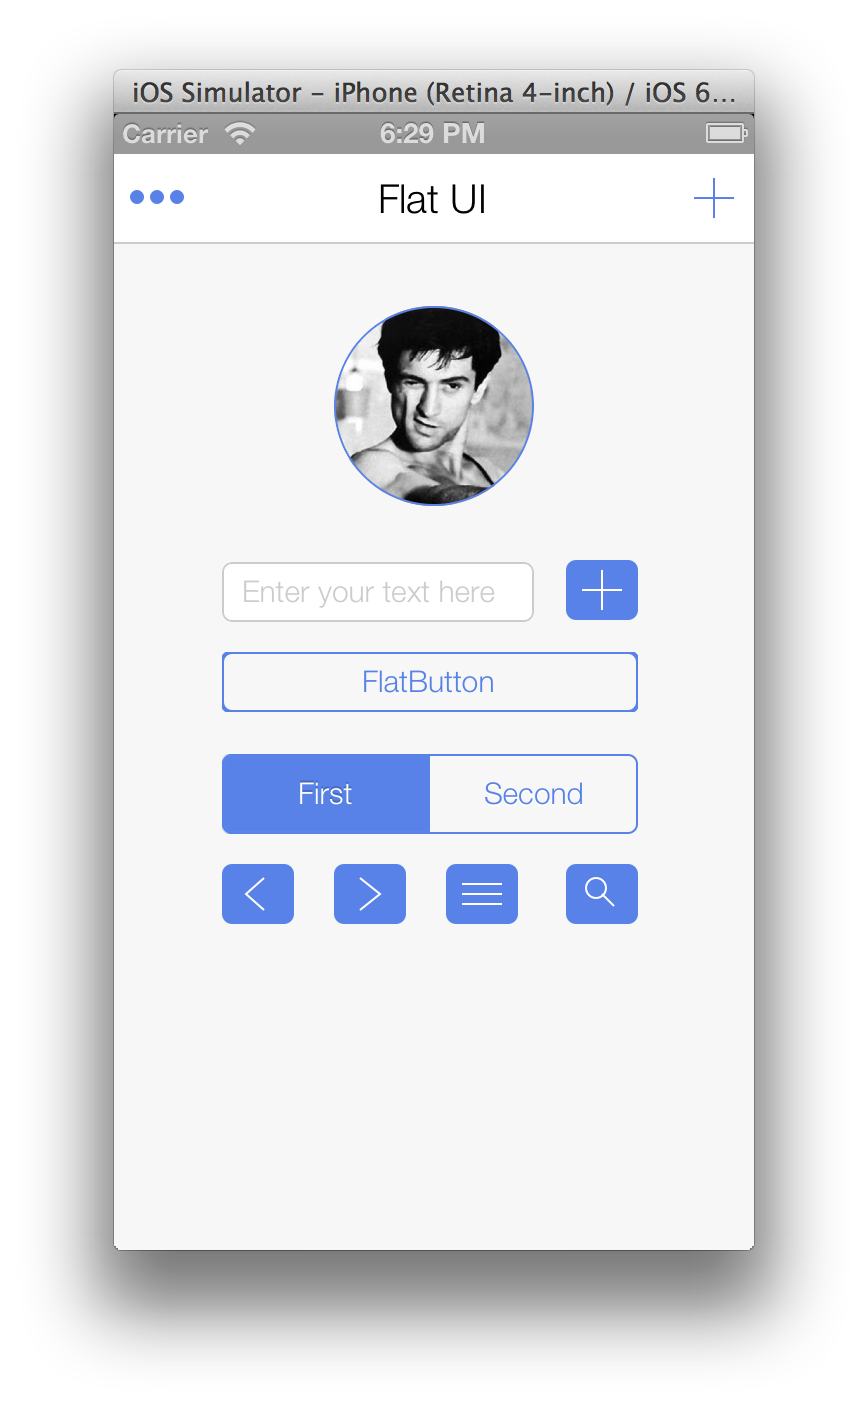 iOS Simulator – iPhone (Retina 4-inch) / iOS 6...
Carrier 6:29 PM
Flat UI
Enter your text here
FlatButton
First Second